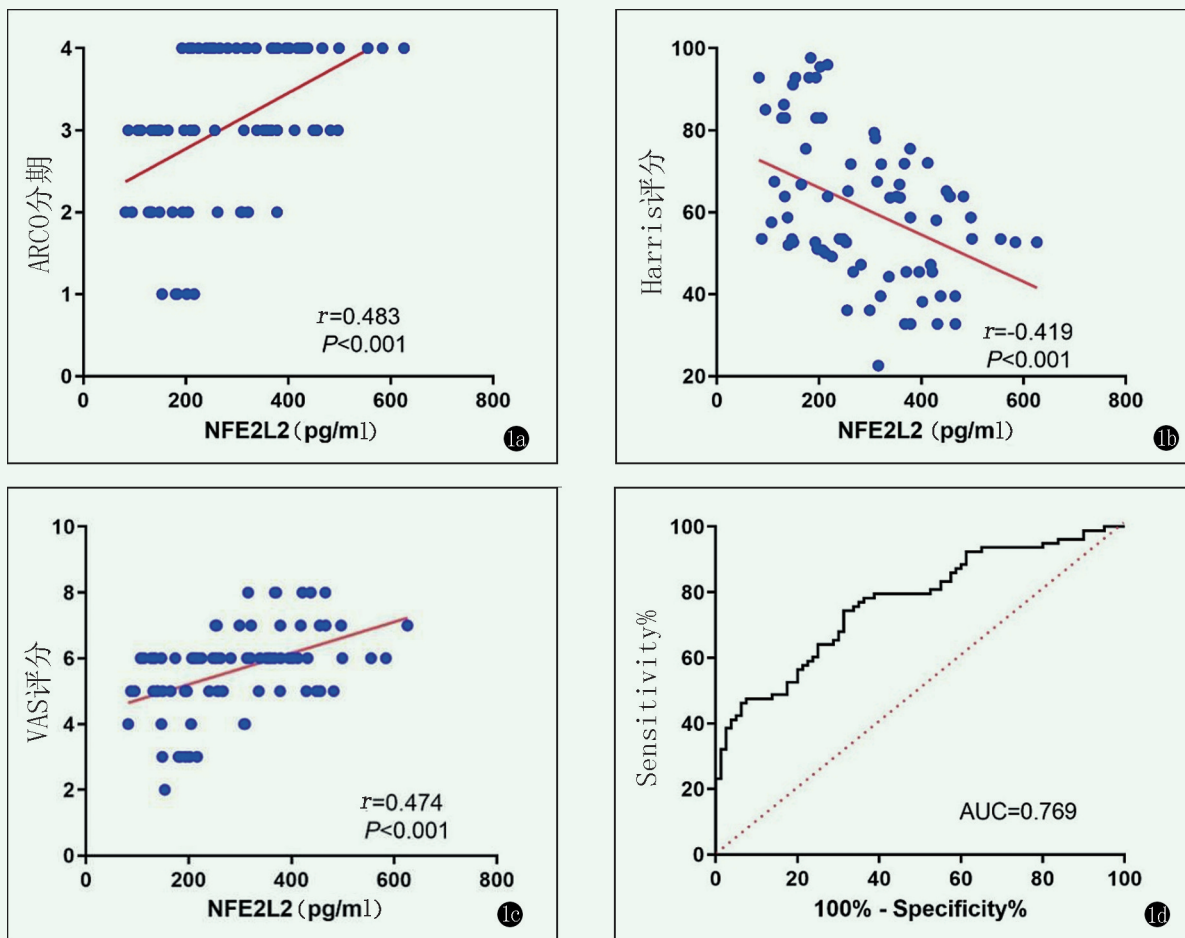 ARCO分期
4
3
2
1
0
0
200
400
600
800
r=0.483
P<0.001
NFE2L2 (pg/ml)
1a
Harris评分
100
80
60
40
20
0
200
400
600
800
r=-0.419
P<0.001
NFE2L2 (pg/ml)
1b
VAS评分
10
8
6
4
2
0
0
200
400
600
800
r=0.474
P<0.001
NFE2L2 (pg/ml)
1c
Sensitivity%
100
80
60
40
20
0
0
20
40
60
80
100
AUC=0.769
100% - Specificity%
1d